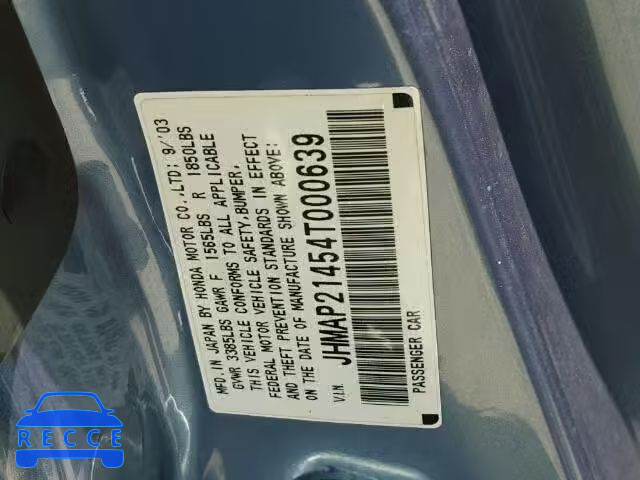 MFD. IN JAPAN BY HONDA MOTOR CO.,LTD; 9/'03
GVWR 3385LBS GAWR F 1565LBS R 1850LBS
THIS VEHICLE CONFORMS TO ALL APPLICABLE
FEDERAL MOTOR VEHICLE SAFETY,BUMPER,
AND THEFT PREVENTION STANDARDS IN EFFECT
ON THE DATE OF MANUFACTURE SHOWN ABOVE:
V.I.N. JHMAP21454T000639
PASSENGER CAR
RECCE